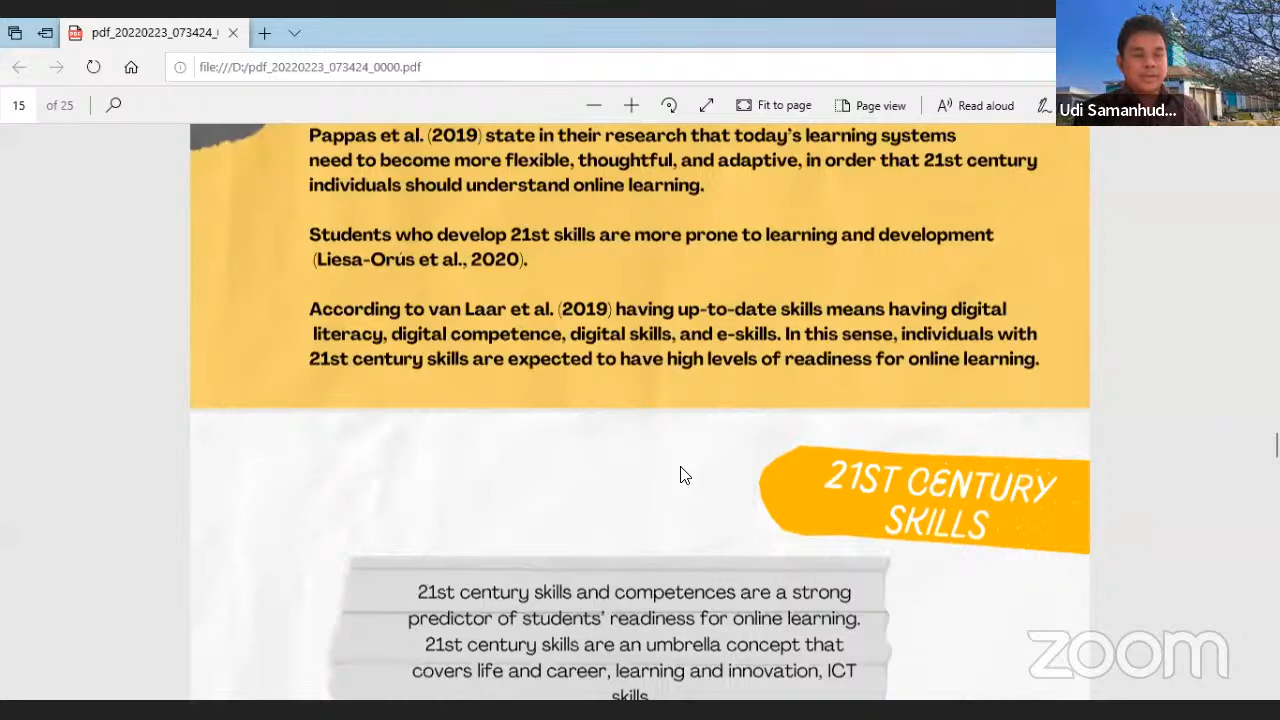 pdf_20220223_073424_
file:///D:/pdf_20220223_073424_0000.pdf
15 of 25
Fit to page
Page view
Read aloud
Udi Samanhud...
Pappas et al. (2019) state in their research that today's learning systems
need to become more flexible, thoughtful, and adaptive, in order that 21st century
individuals should understand online learning.
Students who develop 21st skills are more prone to learning and development
(Liesa-Orús et al., 2020).
According to van Laar et al. (2019) having up-to-date skills means having digital
literacy, digital competence, digital skills, and e-skills. In this sense, individuals with
21st century skills are expected to have high levels of readiness for online learning.
21ST CENTURY
SKILLS
21st century skills and competences are a strong
predictor of students' readiness for online learning.
21st century skills are an umbrella concept that
covers life and career, learning and innovation, ICT
skills
zoom